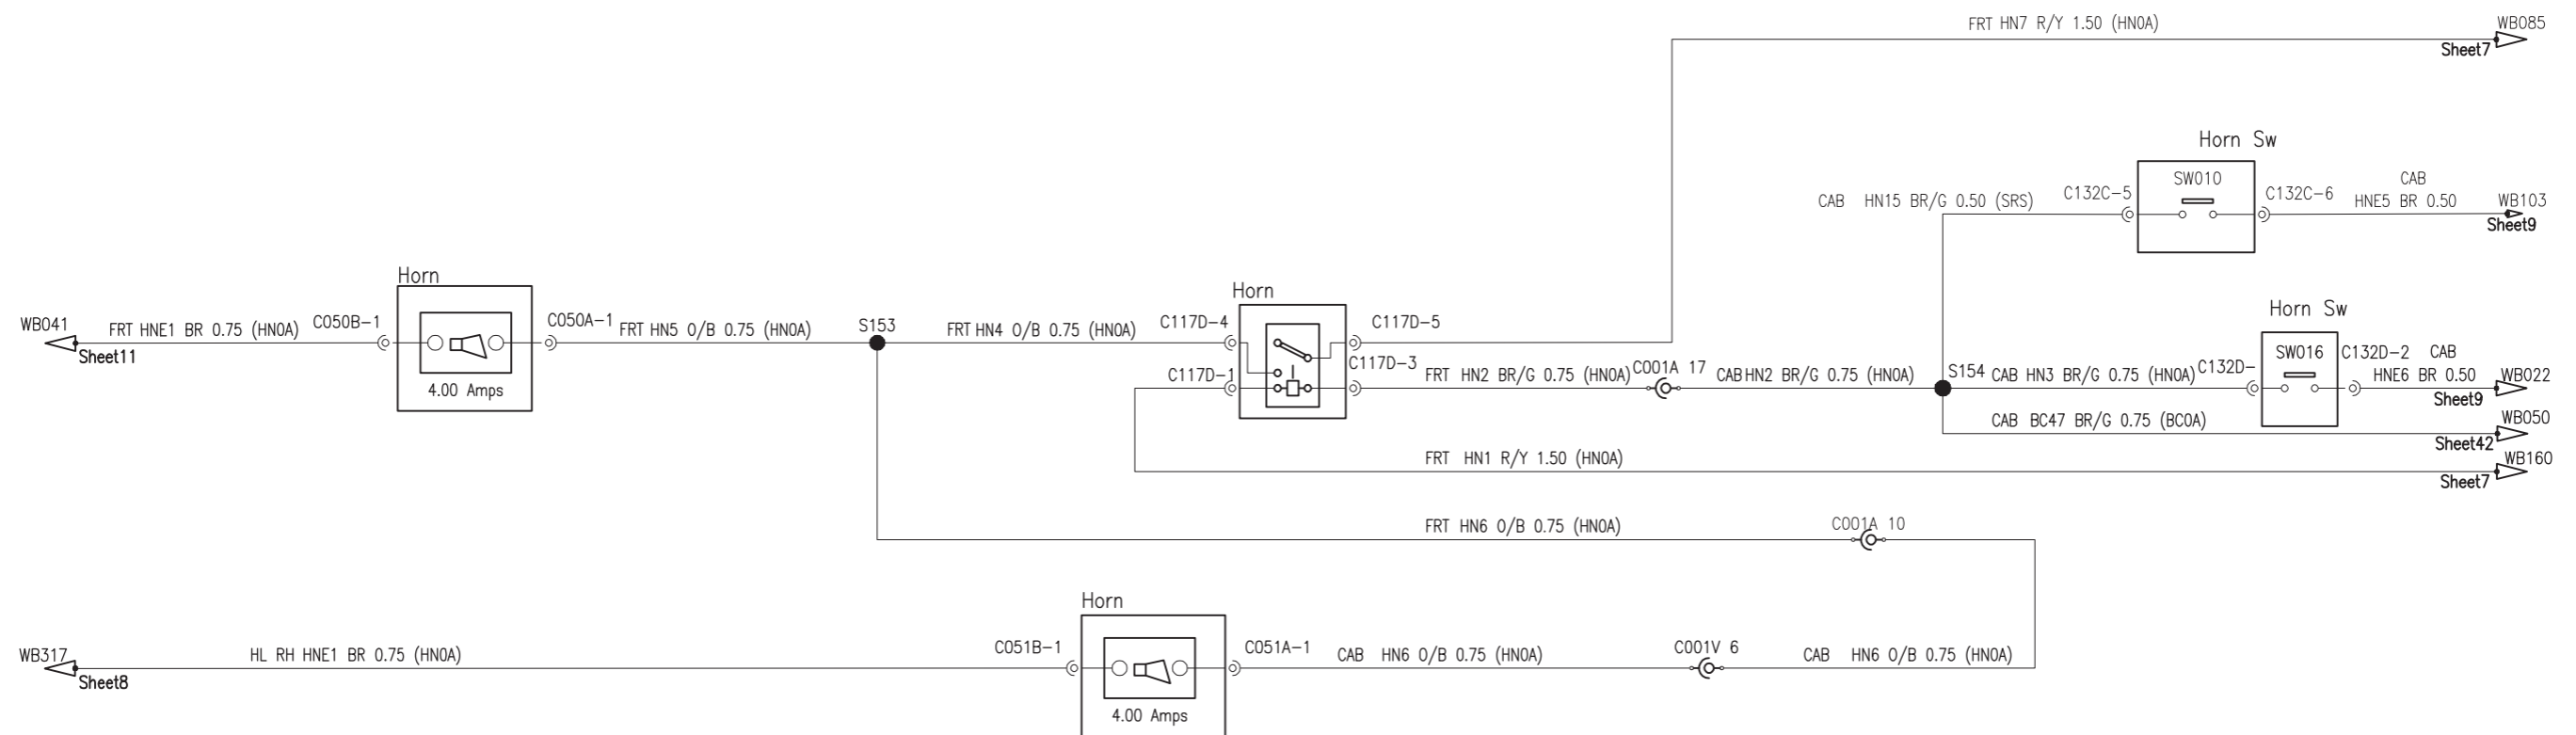 FRT HN7 R/Y 1.50 (HN0A)
WB085
Sheet7
Horn Sw
SW010
CAB HN15 BR/G 0.50 (SRS)
C132C-5
C132C-6
CAB
HNE5 BR 0.50
WB103
Sheet9
Horn
4.00 Amps
WB041
Sheet11
FRT HNE1 BR 0.75 (HN0A)
C050B-1
C050A-1
FRT HN5 O/B 0.75 (HN0A)
S153
FRT HN4 O/B 0.75 (HN0A)
Horn
C117D-4
C117D-5
C117D-1
C117D-3
FRT HN2 BR/G 0.75 (HN0A)
C001A 17
CAB HN2 BR/G 0.75 (HN0A)
S154
CAB HN3 BR/G 0.75 (HN0A)
C132D-
Horn Sw
SW016
C132D-2
CAB
HNE6 BR 0.50
WB022
Sheet9
CAB BC47 BR/G 0.75 (BC0A)
WB050
Sheet42
FRT HN1 R/Y 1.50 (HN0A)
WB160
Sheet7
FRT HN6 O/B 0.75 (HN0A)
C001A 10
Horn
4.00 Amps
WB317
Sheet8
HL RH HNE1 BR 0.75 (HN0A)
C051B-1
C051A-1
CAB HN6 O/B 0.75 (HN0A)
C001V 6
CAB HN6 O/B 0.75 (HN0A)